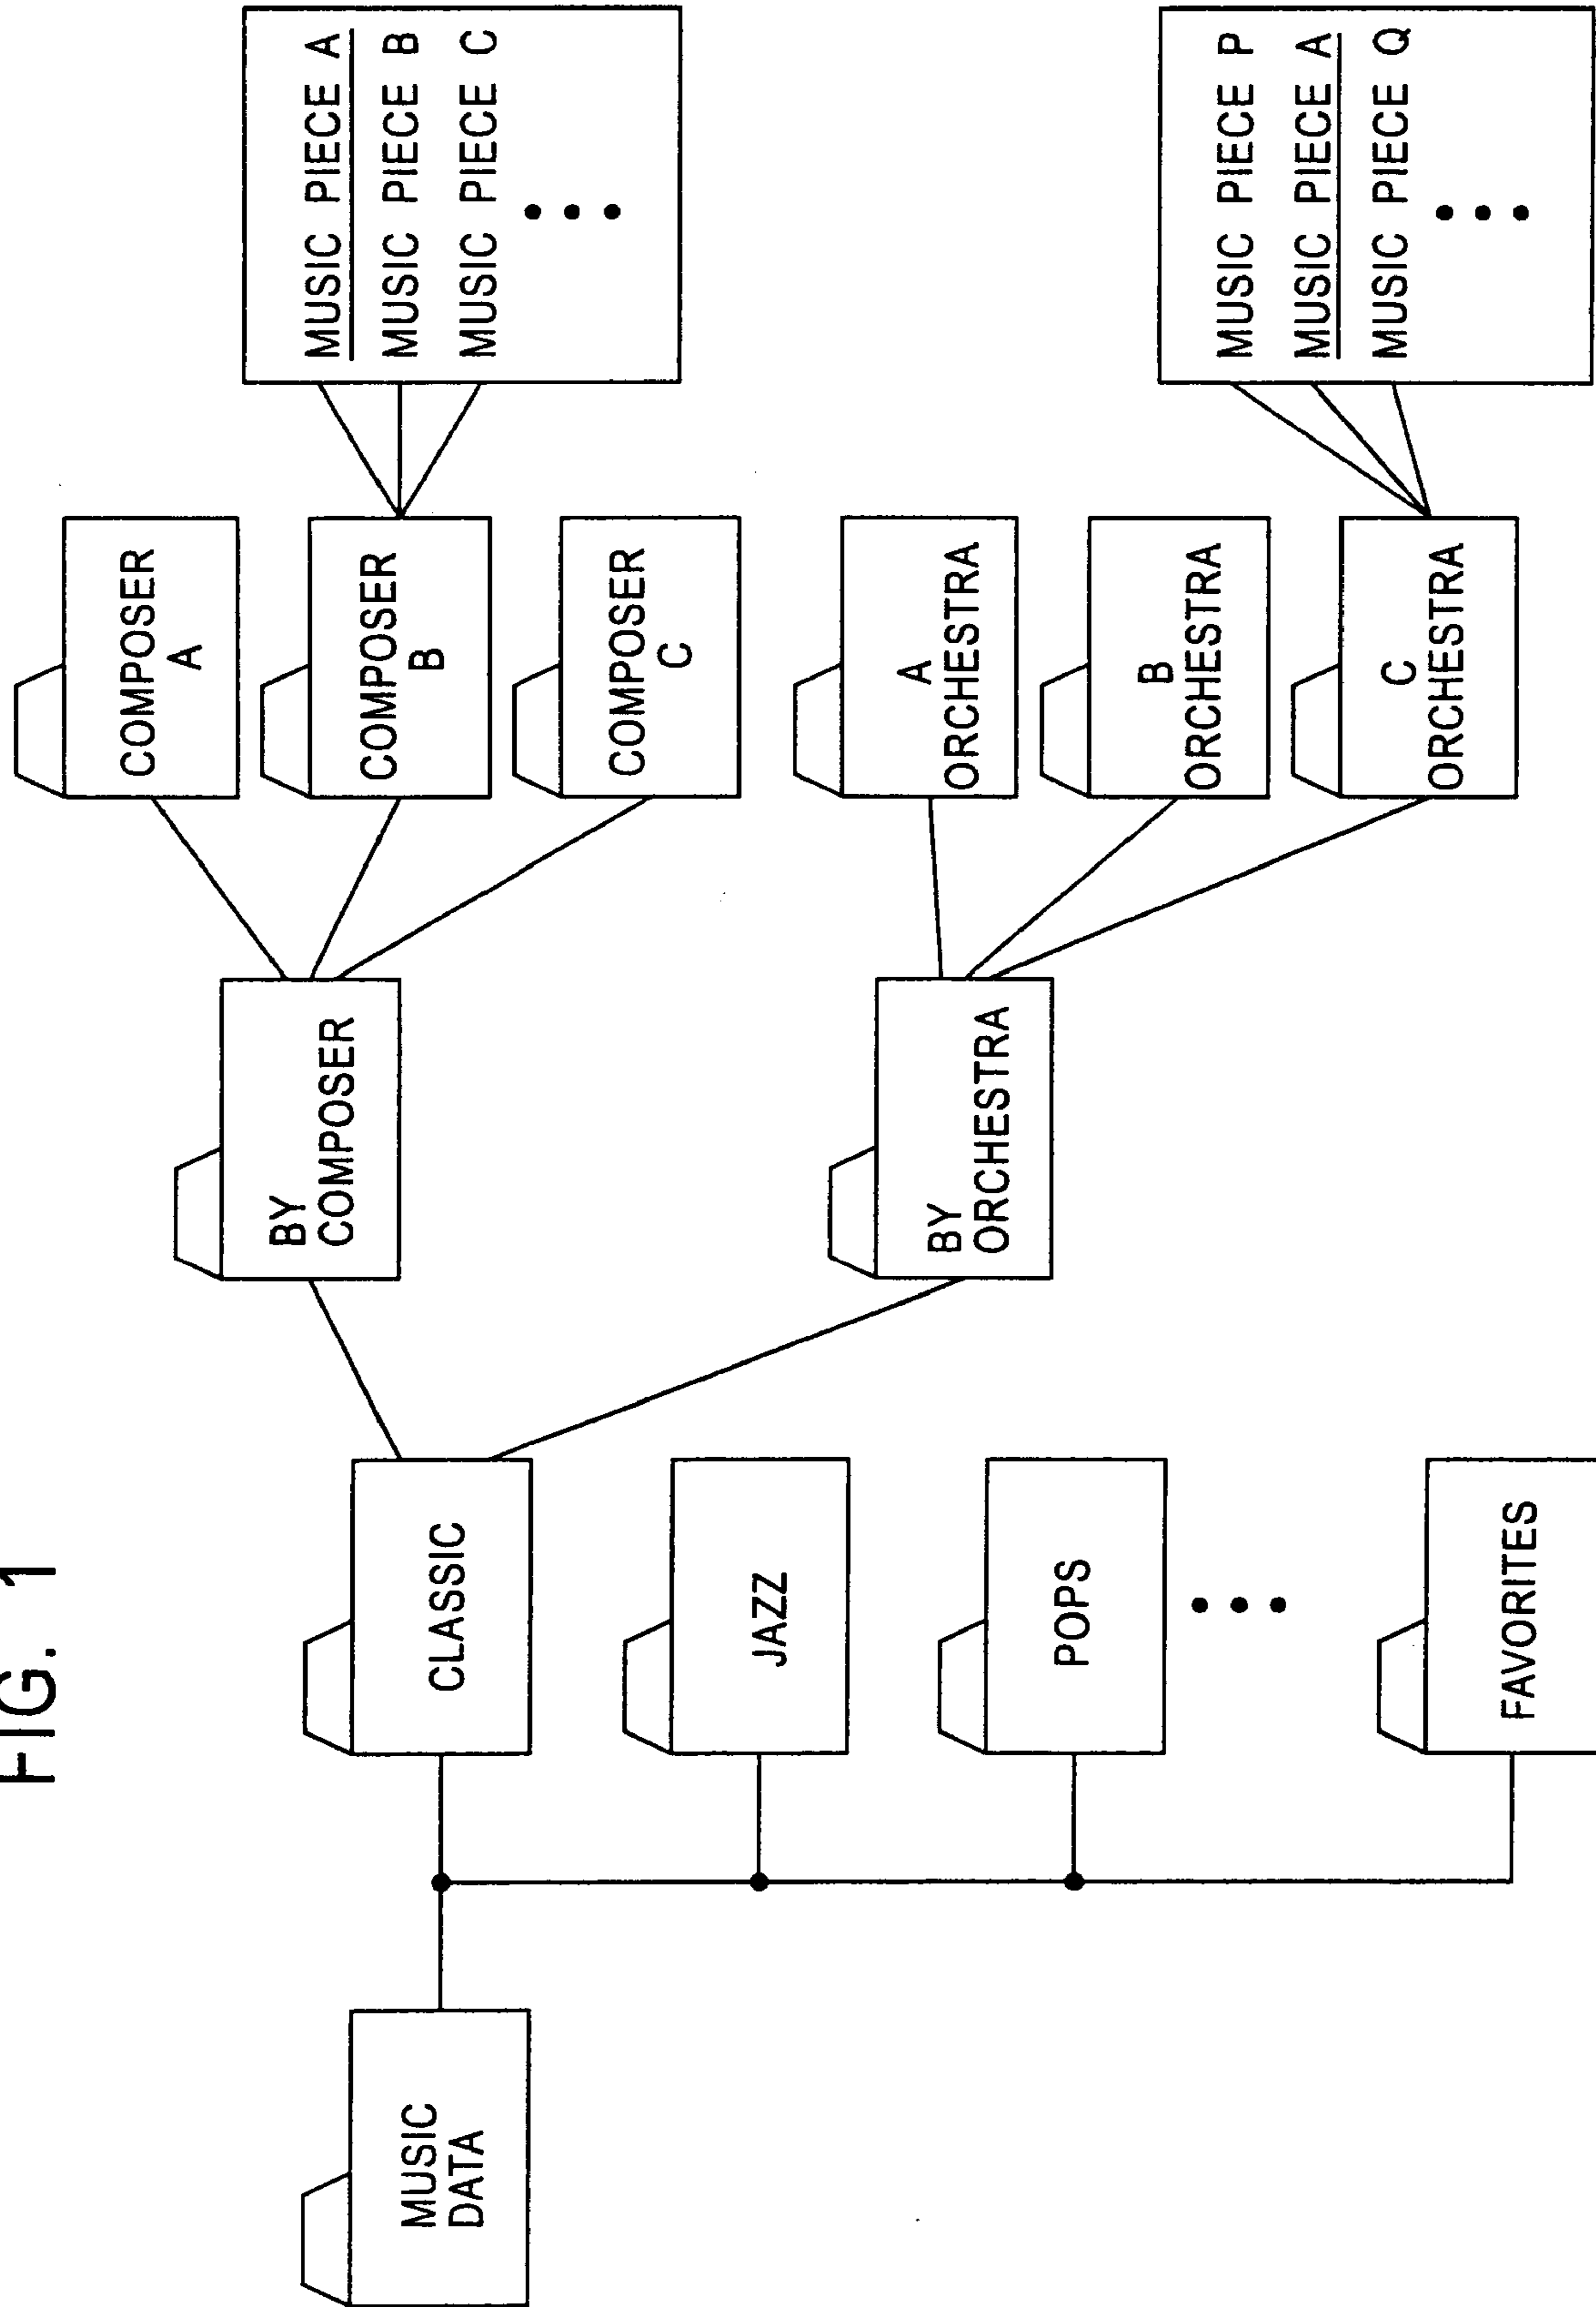 FIG. 1
MUSIC
DATA
CLASSIC
JAZZ
POPS
FAVORITES
BY
COMPOSER
BY
ORCHESTRA
COMPOSER
A
COMPOSER
B
COMPOSER
C
A
ORCHESTRA
B
ORCHESTRA
C
ORCHESTRA
MUSIC PIECE A
MUSIC PIECE B
MUSIC PIECE C
MUSIC PIECE P
MUSIC PIECE A
MUSIC PIECE Q